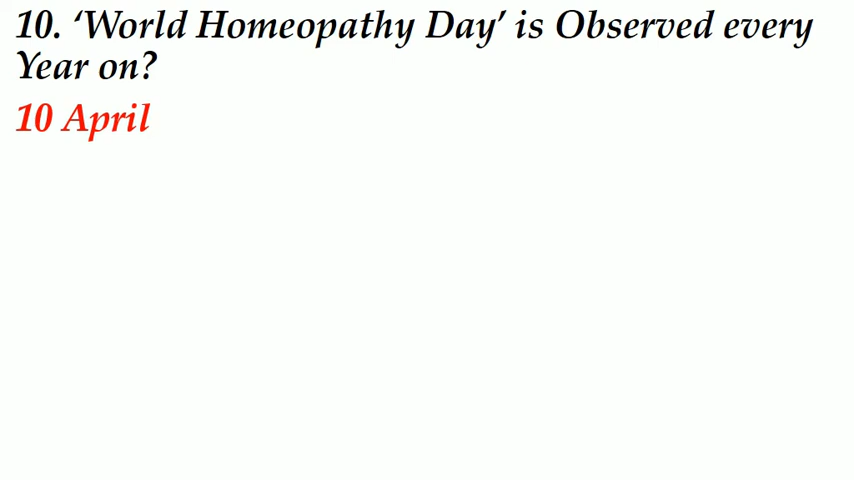 10. ‘World Homeopathy Day’ is Observed every
Year on?
10 April